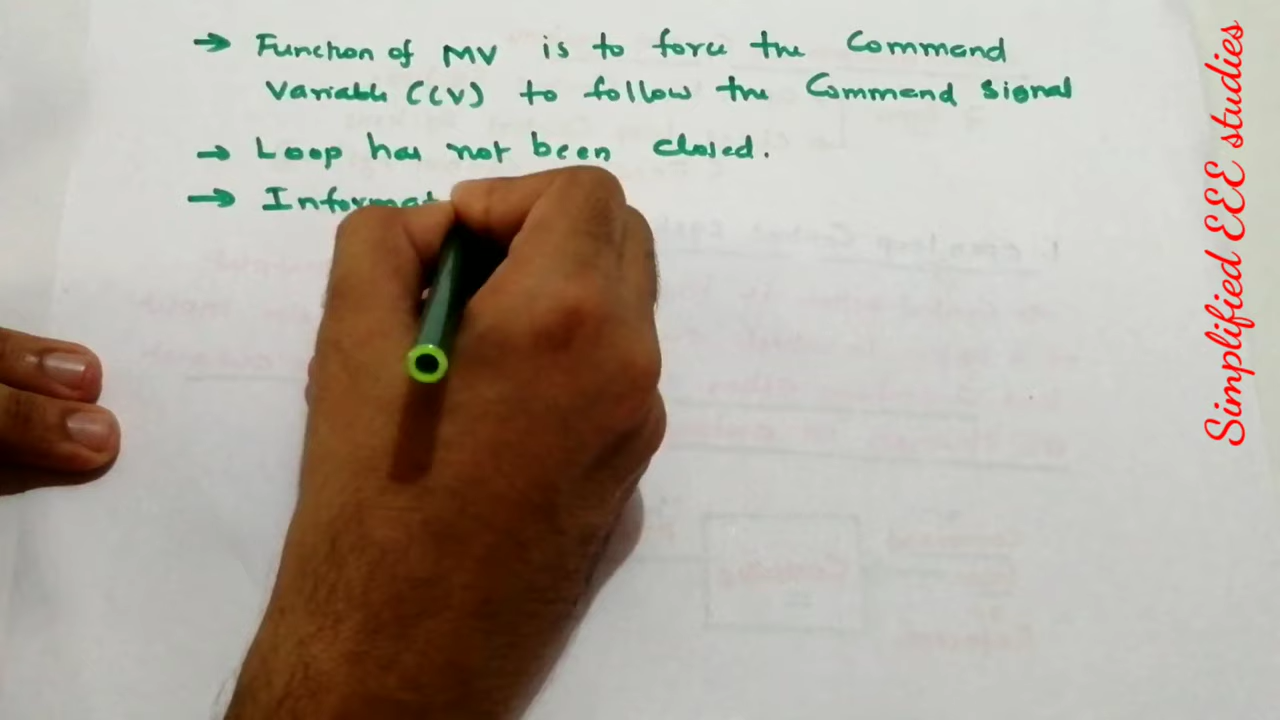 → Function of MV is to force the Command
Variable (CV) to follow the Command Signal
→ Loop has not been closed.
→ Informat
Simplified EEE studies